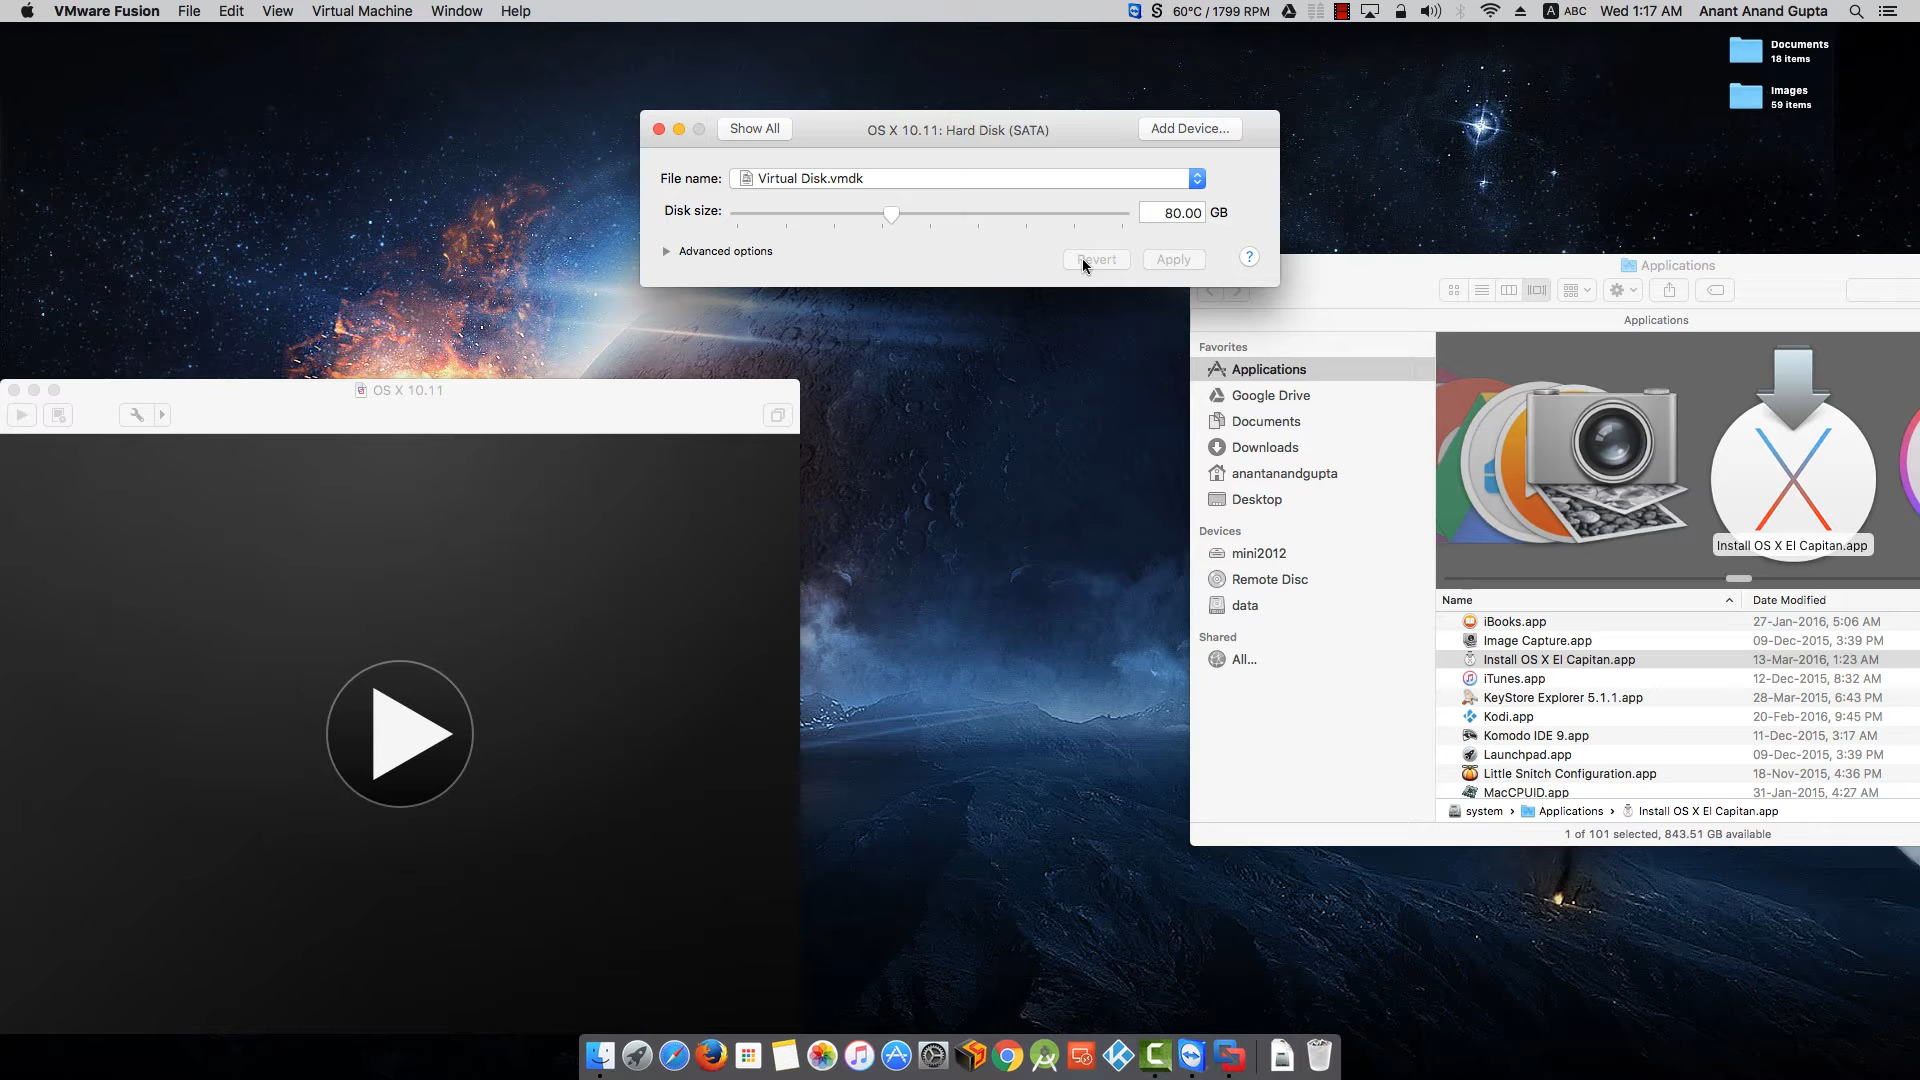 VMware Fusion File Edit View Virtual Machine Window Help
60°C / 1799 RPM A ABC Wed 1:17 AM Anant Anand Gupta
Documents
18 items
Images
59 items
Show All
OS X 10.11: Hard Disk (SATA)
Add Device...
File name: Virtual Disk.vmdk
Disk size: 80.00 GB
Advanced options
Revert
Apply
?
OS X 10.11
Applications
Applications
Favorites
Applications
Google Drive
Documents
Downloads
anantanandgupta
Desktop
Devices
mini2012
Remote Disc
data
Shared
All...
Install OS X El Capitan.app
Name Date Modified
iBooks.app 27-Jan-2016, 5:06 AM
Image Capture.app 09-Dec-2015, 3:39 PM
Install OS X El Capitan.app 13-Mar-2016, 1:23 AM
iTunes.app 12-Dec-2015, 8:32 AM
KeyStore Explorer 5.1.1.app 28-Mar-2015, 6:43 PM
Kodi.app 20-Feb-2016, 9:45 PM
Komodo IDE 9.app 11-Dec-2015, 3:17 AM
Launchpad.app 09-Dec-2015, 3:39 PM
Little Snitch Configuration.app 18-Nov-2015, 4:36 PM
MacCPUID.app 31-Jan-2015, 4:27 AM
system › Applications › Install OS X El Capitan.app
1 of 101 selected, 843.51 GB available